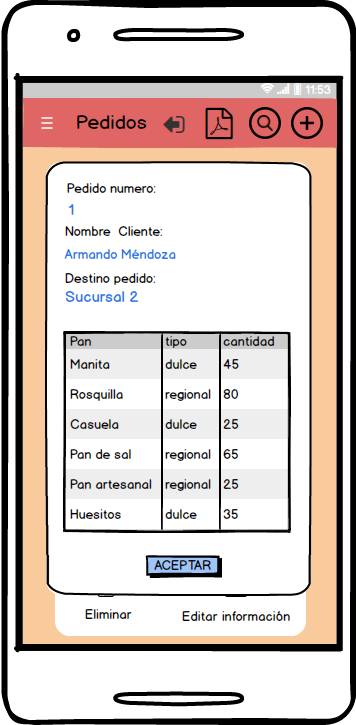 11:53
Pedidos
Pedido numero:
1
Nombre Cliente:
Armando Méndoza
Destino pedido:
Sucursal 2
Pan tipo cantidad
Manita dulce 45
Rosquilla regional 80
Casuela dulce 25
Pan de sal regional 65
Pan artesanal regional 25
Huesitos dulce 35
ACEPTAR
Eliminar Editar información